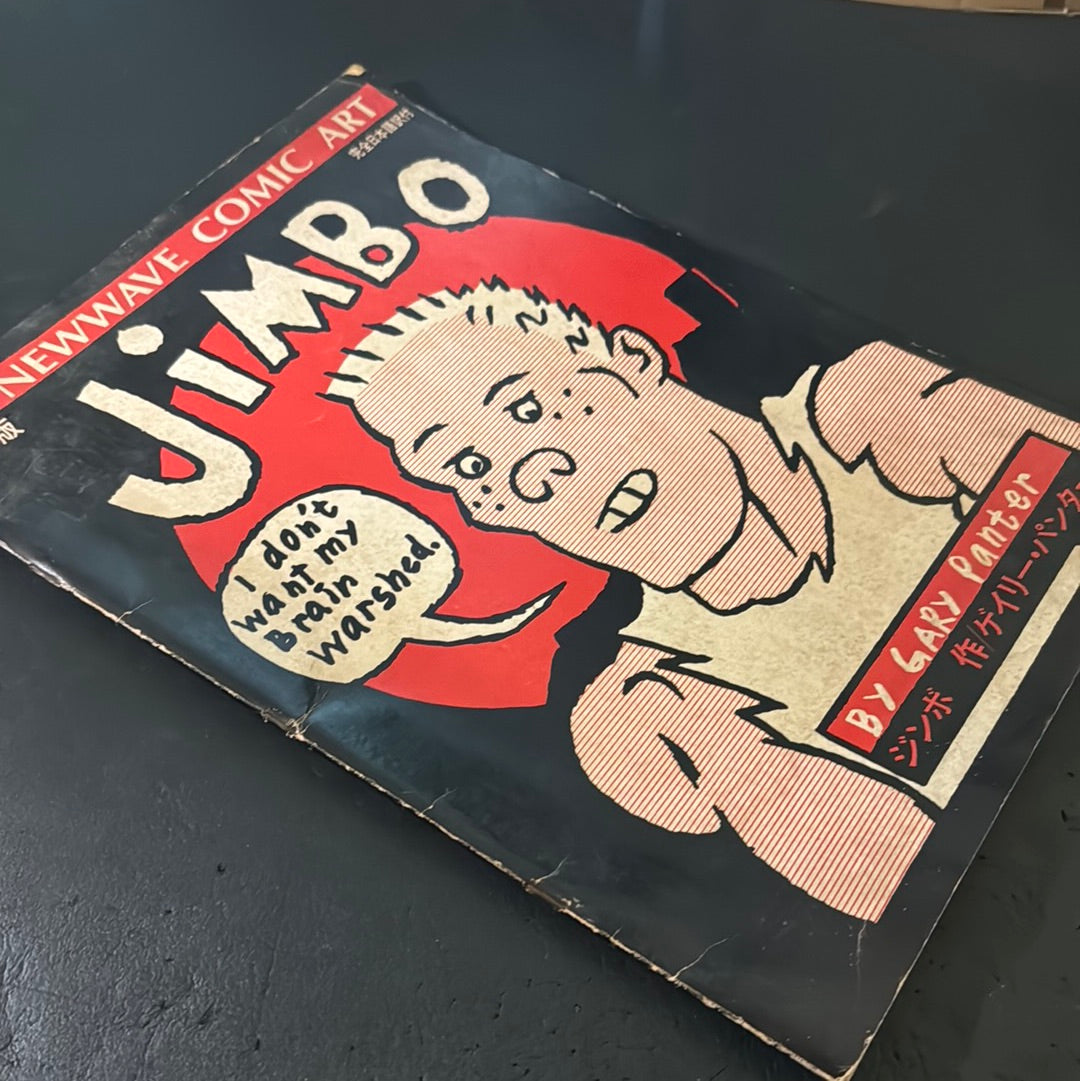 NEWWAVE COMIC ART
完全日本語訳付
版
JiMBO
I don't
want my
Brain
warshed.
BY GARY Panter
ジンボ 作/ゲイリー・パンター